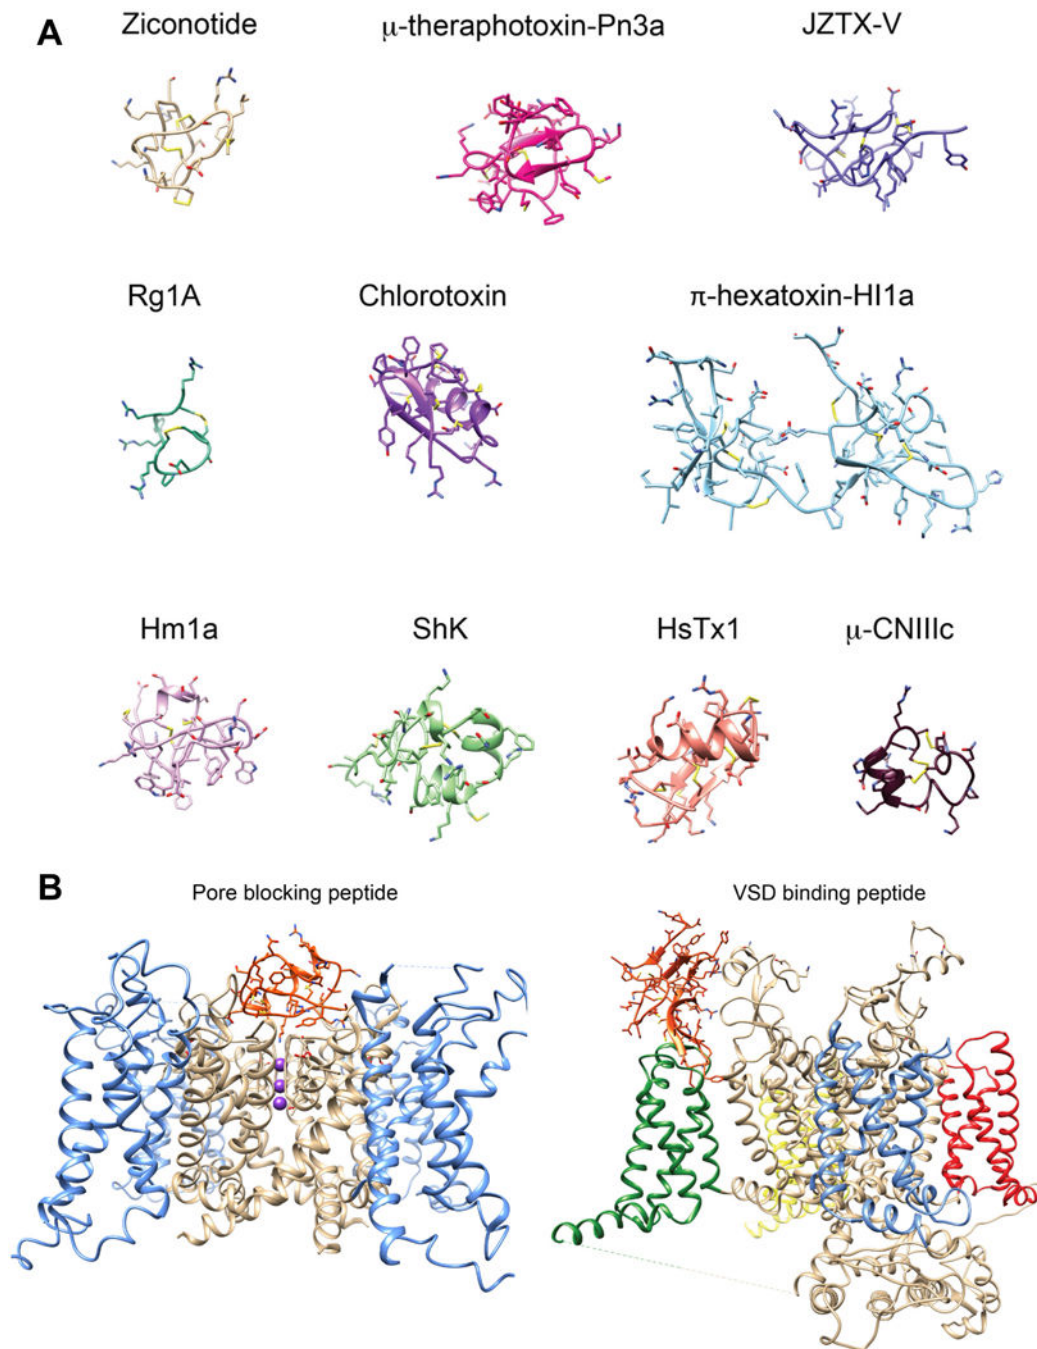 A
Ziconotide
μ-theraphotoxin-Pn3a
JZTX-V
Rg1A
Chlorotoxin
π-hexatoxin-HI1a
Hm1a
ShK
HsTx1
μ-CNIIIc
B
Pore blocking peptide
VSD binding peptide